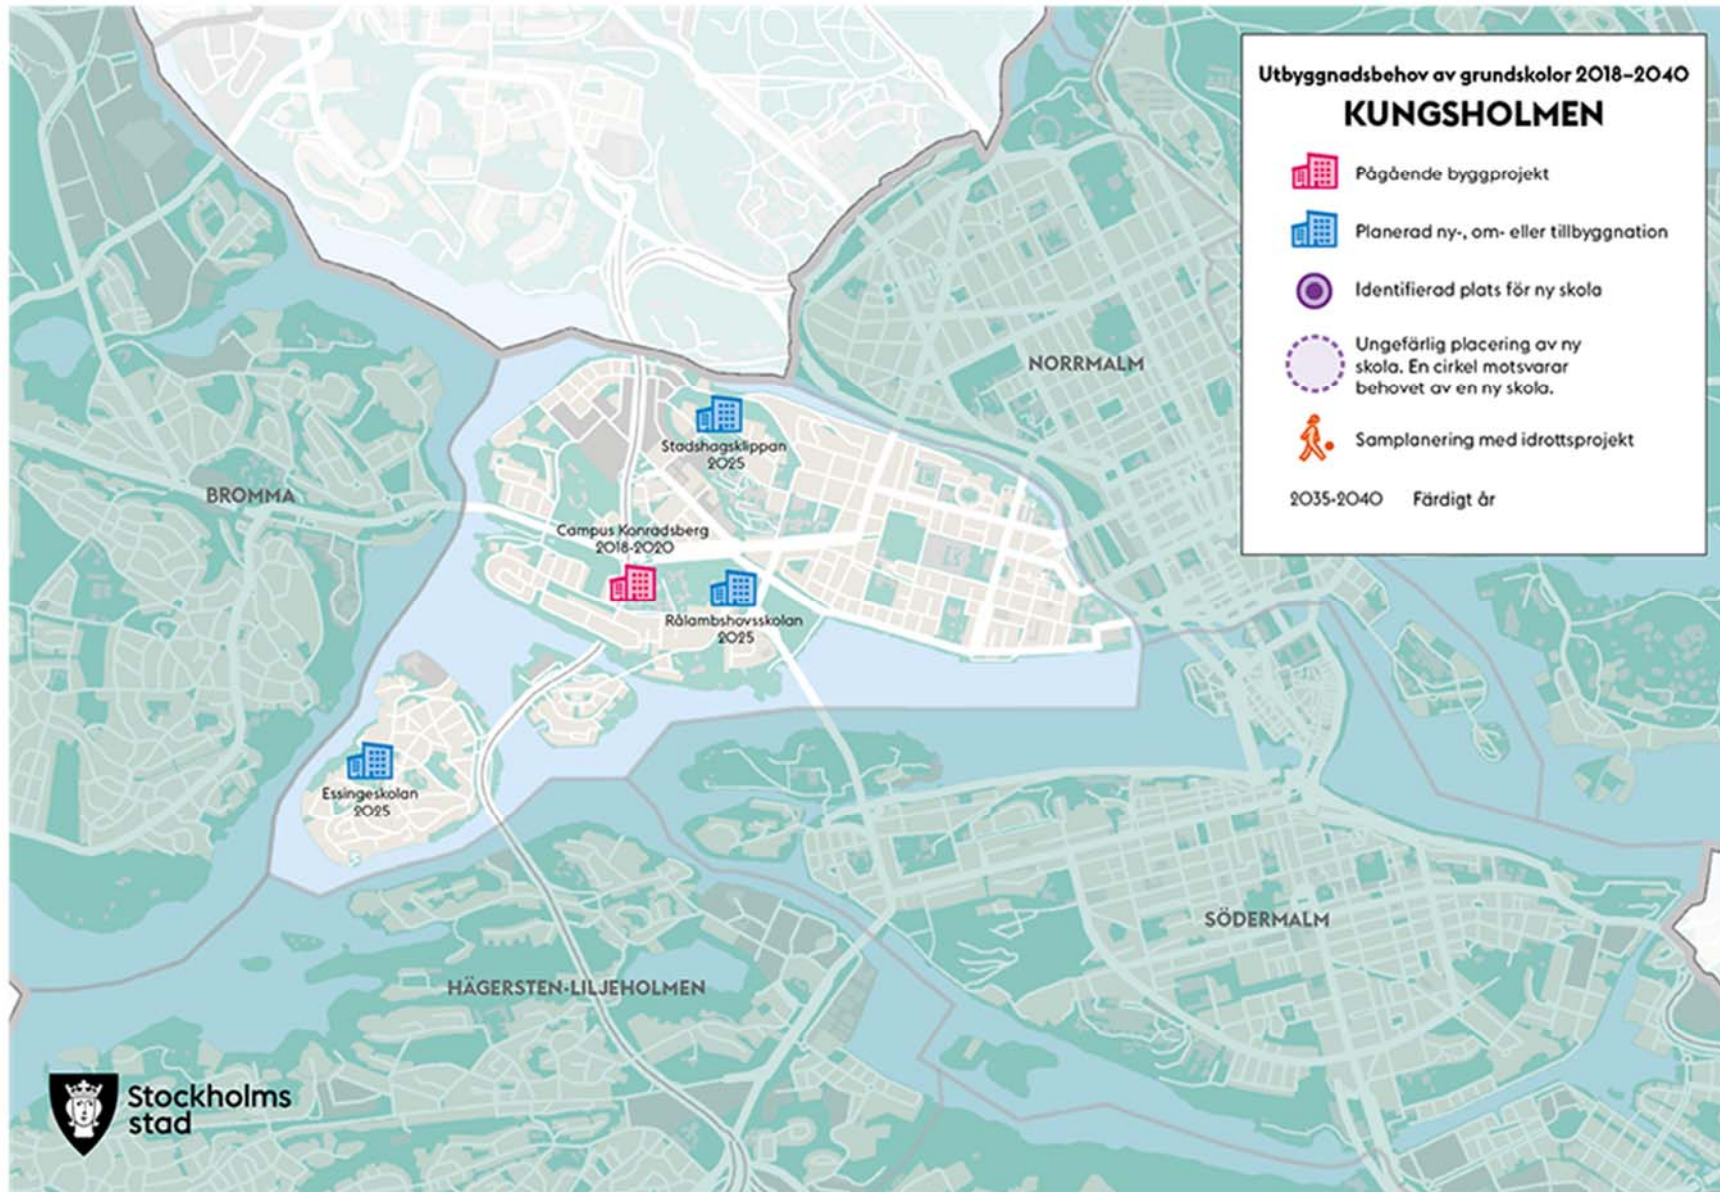 Utbyggnadsbehov av grundskolor 2018–2040
KUNGSHOLMEN
Pågående byggprojekt
Planerad ny-, om- eller tillbyggnation
Identifierad plats för ny skola
Ungefärlig placering av ny
skola. En cirkel motsvarar
behovet av en ny skola.
Samplanering med idrottsprojekt
2035-2040 Färdigt år
NORRMALM
Stadshagsklippan
2025
BROMMA
Campus Konradsberg
2018-2020
Rålambshovsskolan
2025
Essingeskolan
2025
SÖDERMALM
HÄGERSTEN-LILJEHOLMEN
Stockholms
stad